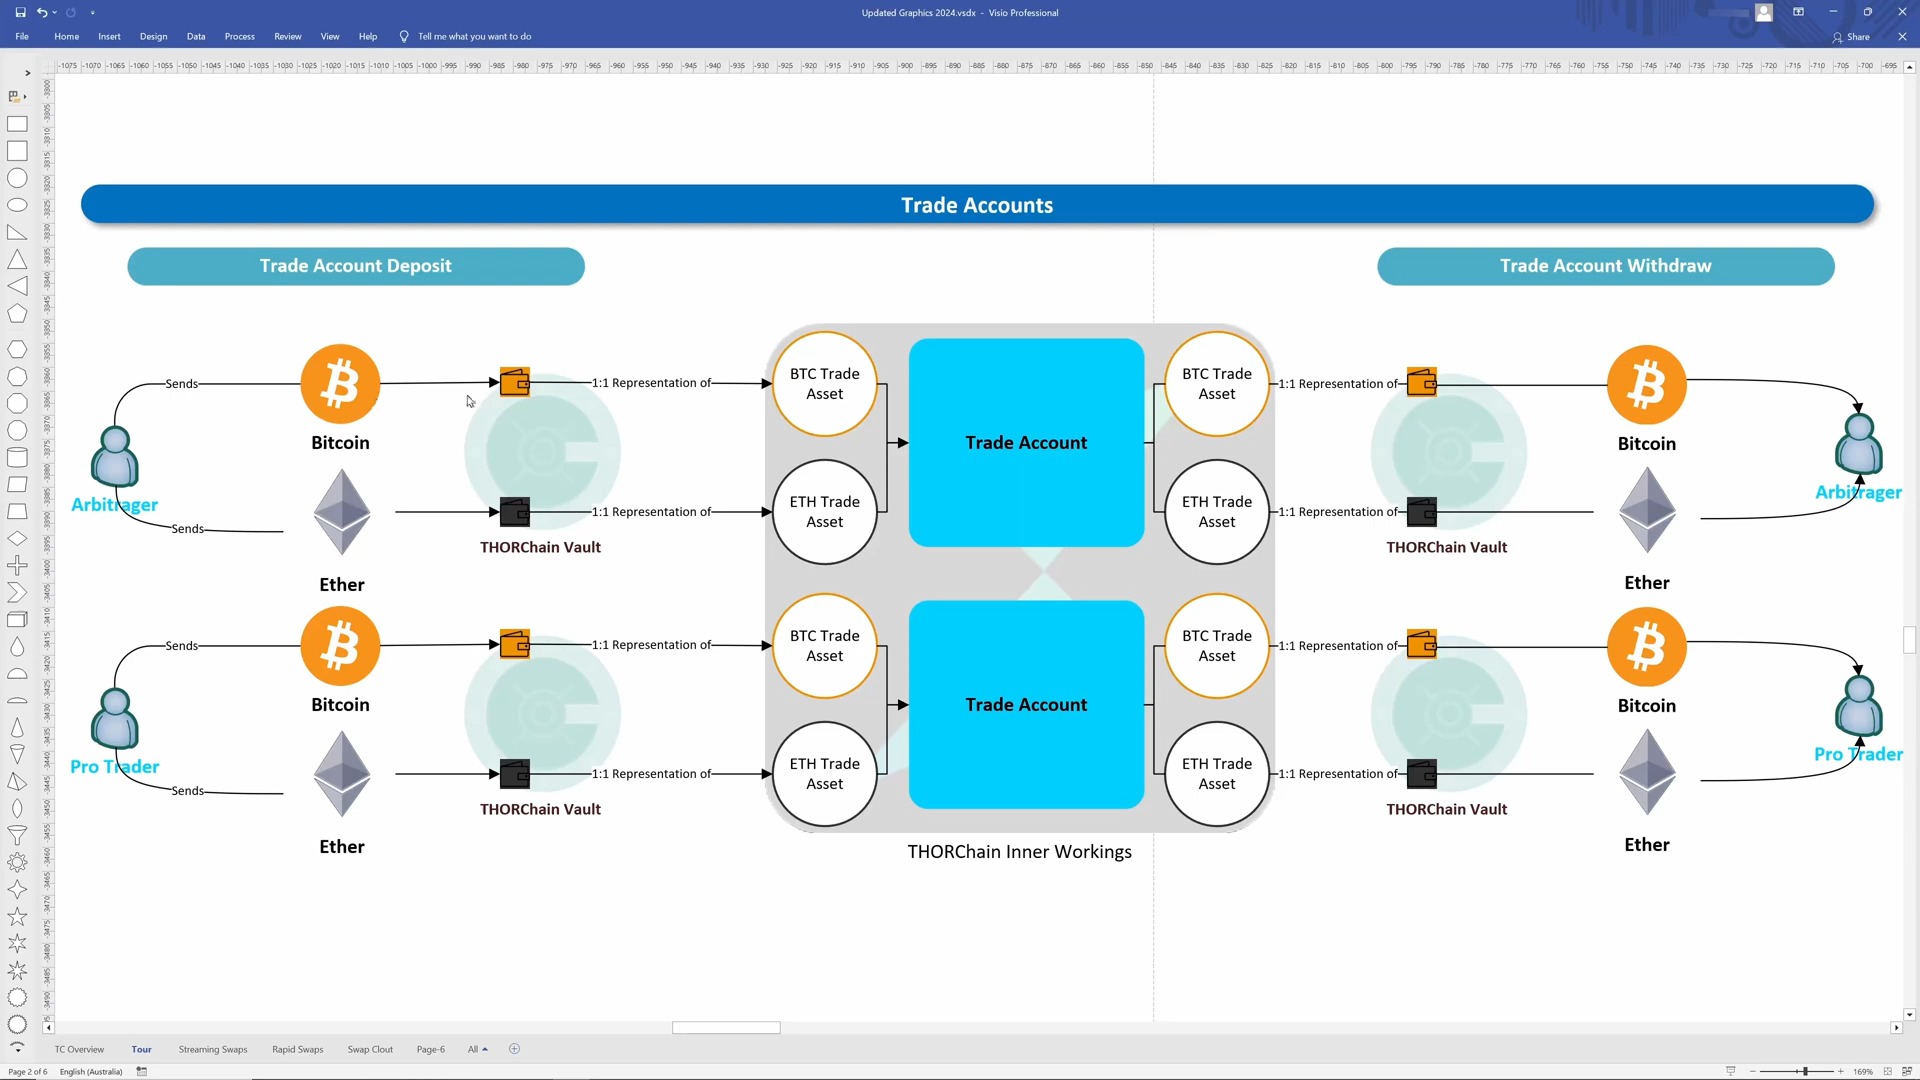 Updated Graphics 2024.vsdx - Visio Professional
File Home Insert Design Data Process Review View Help Tell me what you want to do Share
Trade Accounts
Trade Account Deposit
Trade Account Withdraw
Sends
Bitcoin
Arbitrager
Sends
Ether
1:1 Representation of
1:1 Representation of
THORChain Vault
BTC Trade
Asset
ETH Trade
Asset
Trade Account
BTC Trade
Asset
ETH Trade
Asset
1:1 Representation of
1:1 Representation of
THORChain Vault
Bitcoin
Ether
Arbitrager
Sends
Bitcoin
Pro Trader
Sends
Ether
1:1 Representation of
1:1 Representation of
THORChain Vault
BTC Trade
Asset
ETH Trade
Asset
Trade Account
BTC Trade
Asset
ETH Trade
Asset
1:1 Representation of
1:1 Representation of
THORChain Vault
Bitcoin
Ether
Pro Trader
THORChain Inner Workings
TC Overview Tour Streaming Swaps Rapid Swaps Swap Clout Page-6 All
Page 2 of 6 English (Australia) 169%